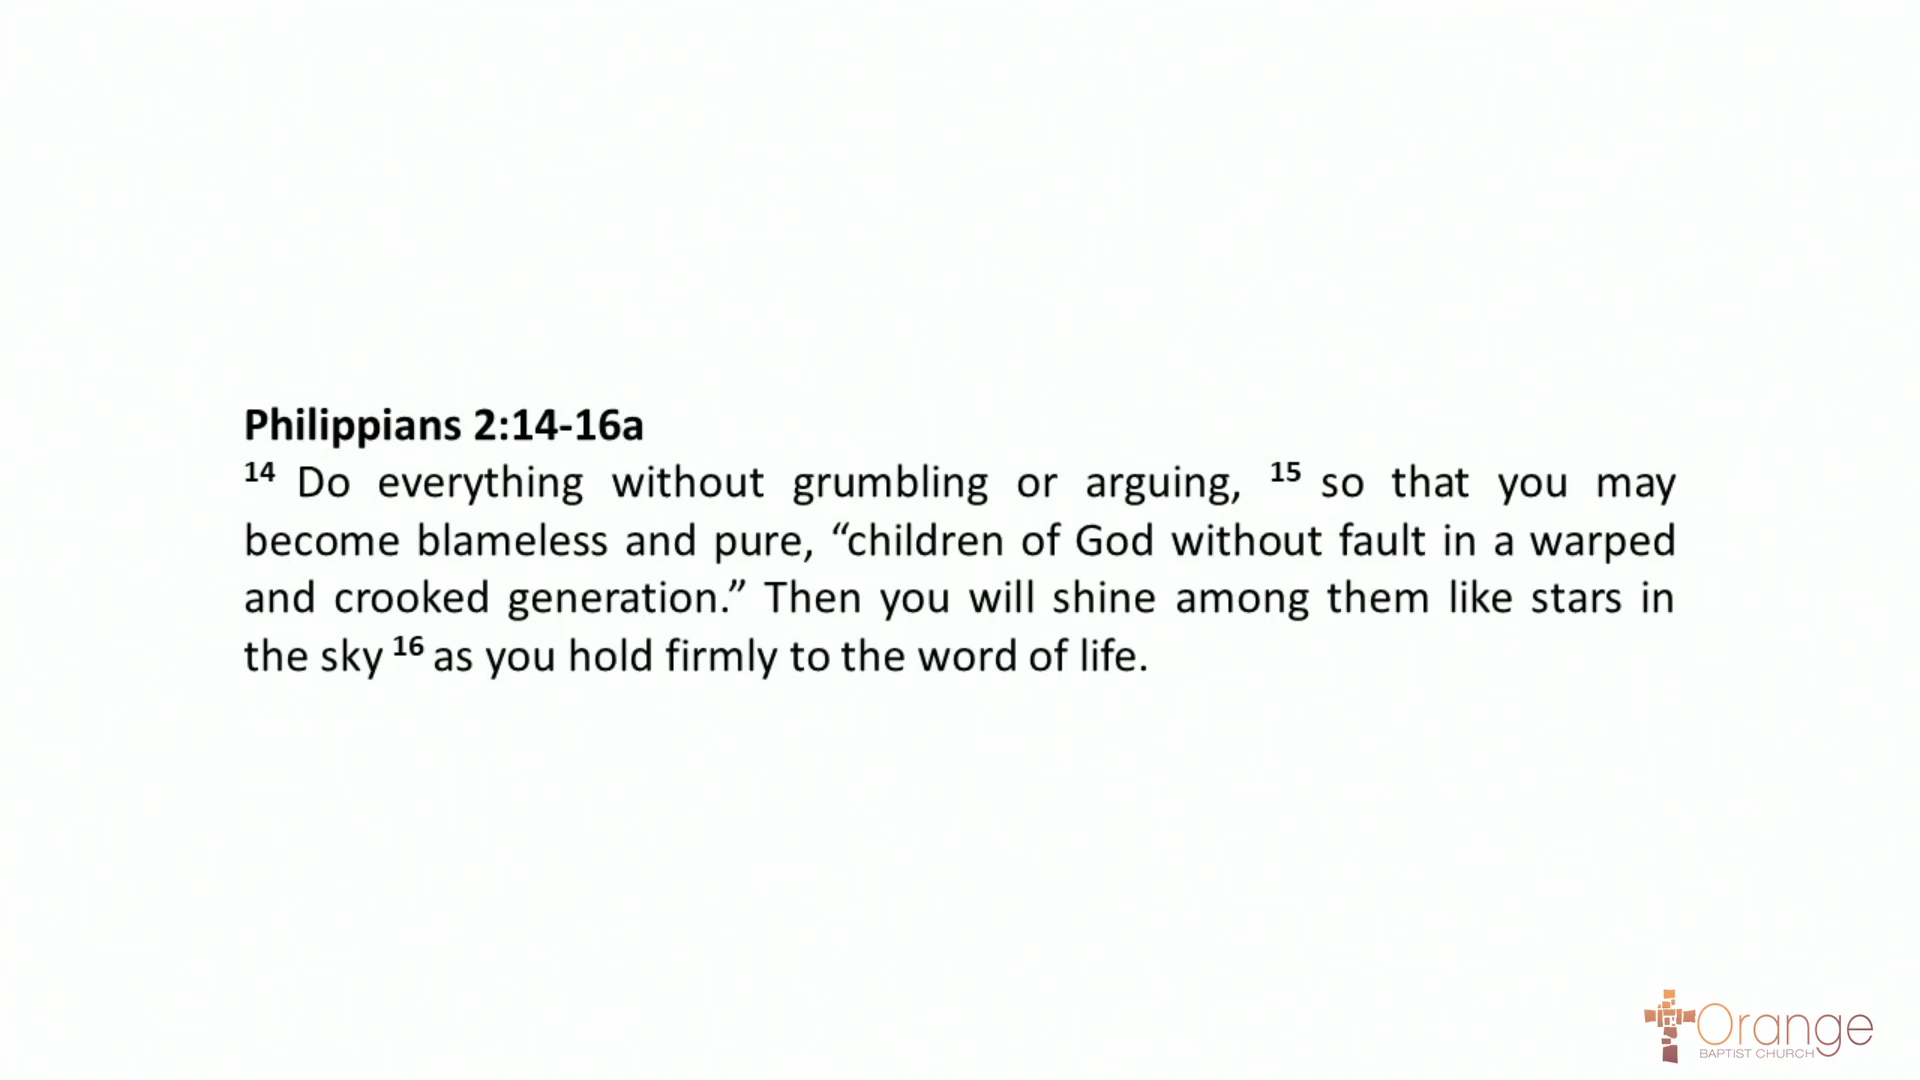 Philippians 2:14-16a
14 Do everything without grumbling or arguing, 15 so that you may
become blameless and pure, “children of God without fault in a warped
and crooked generation.” Then you will shine among them like stars in
the sky 16 as you hold firmly to the word of life.
Orange
BAPTIST CHURCH